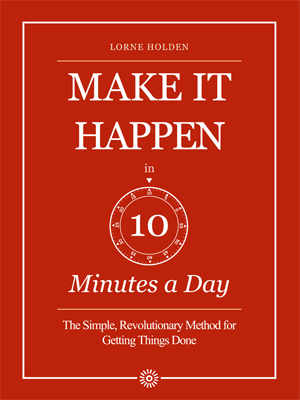 LORNE HOLDEN
MAKE IT
HAPPEN
in
10
Minutes a Day
The Simple, Revolutionary Method for
Getting Things Done